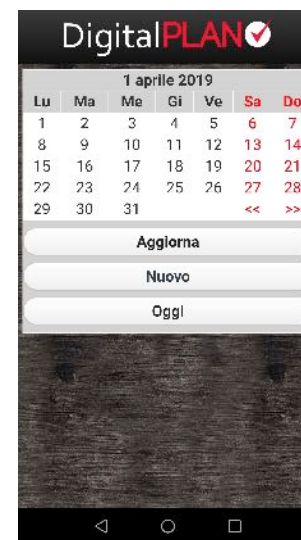 DigitalPLAN
1 aprile 2019
Lu Ma Me Gi Ve Sa Do
1 2 3 4 5 6 7
8 9 10 11 12 13 14
15 16 17 18 19 20 21
22 23 24 25 26 27 28
29 30 31 << >>
Aggiorna
Nuovo
Oggi